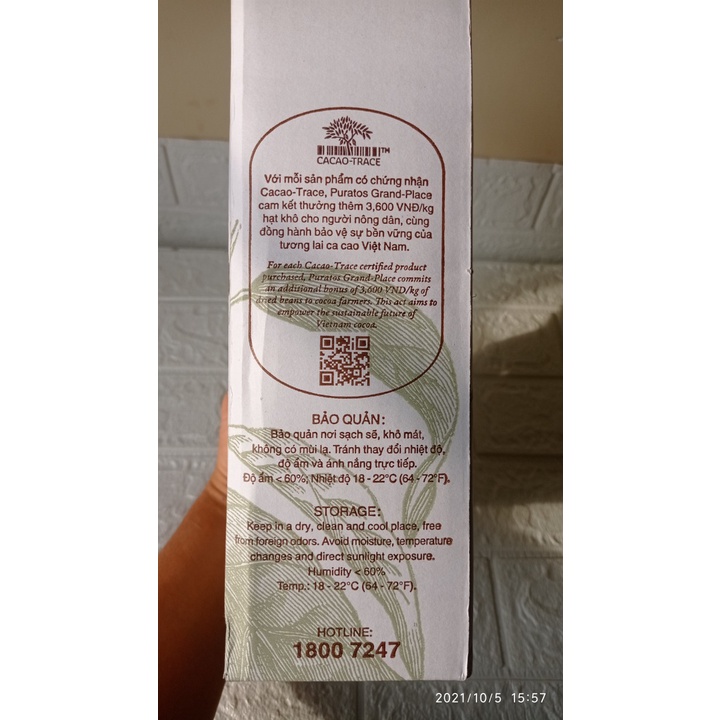 CACAO-TRACE™
Với mỗi sản phẩm có chứng nhận
Cacao-Trace, Puratos Grand-Place
cam kết thưởng thêm 3,600 VNĐ/kg
hạt khô cho người nông dân, cùng
đồng hành bảo vệ sự bền vững của
tương lai ca cao Việt Nam.
For each Cacao-Trace certified product
purchased, Puratos Grand-Place commits
an additional bonus of 3,600 VND/kg of
dried beans to cocoa farmers. This act aims to
empower the sustainable future of
Vietnam cocoa.
BẢO QUẢN:
Bảo quản nơi sạch sẽ, khô mát,
không có mùi lạ. Tránh thay đổi nhiệt độ,
độ ẩm và ánh nắng trực tiếp.
Độ ẩm < 60%, Nhiệt độ 18 - 22°C (64 - 72°F).
STORAGE:
Keep in a dry, clean and cool place, free
from foreign odors. Avoid moisture, temperature
changes and direct sunlight exposure.
Humidity < 60%
Temp.: 18 - 22°C (64 - 72°F).
HOTLINE:
1800 7247
2021/10/5 15:57